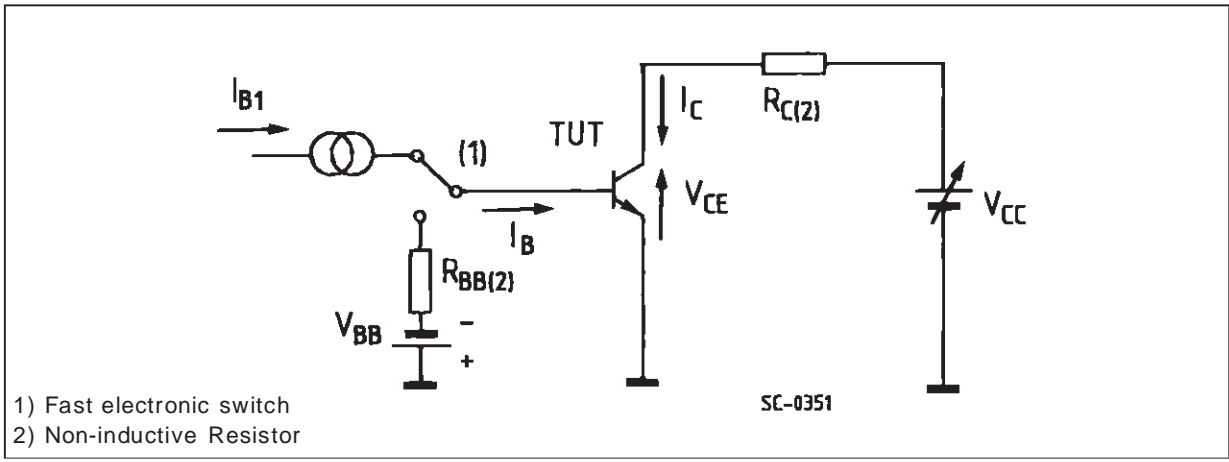 I_B1
(1)
TUT
I_C
R_C(2)
V_CE
V_CC
I_B
R_BB(2)
V_BB
-
+
SC-0351
1) Fast electronic switch
2) Non-inductive Resistor